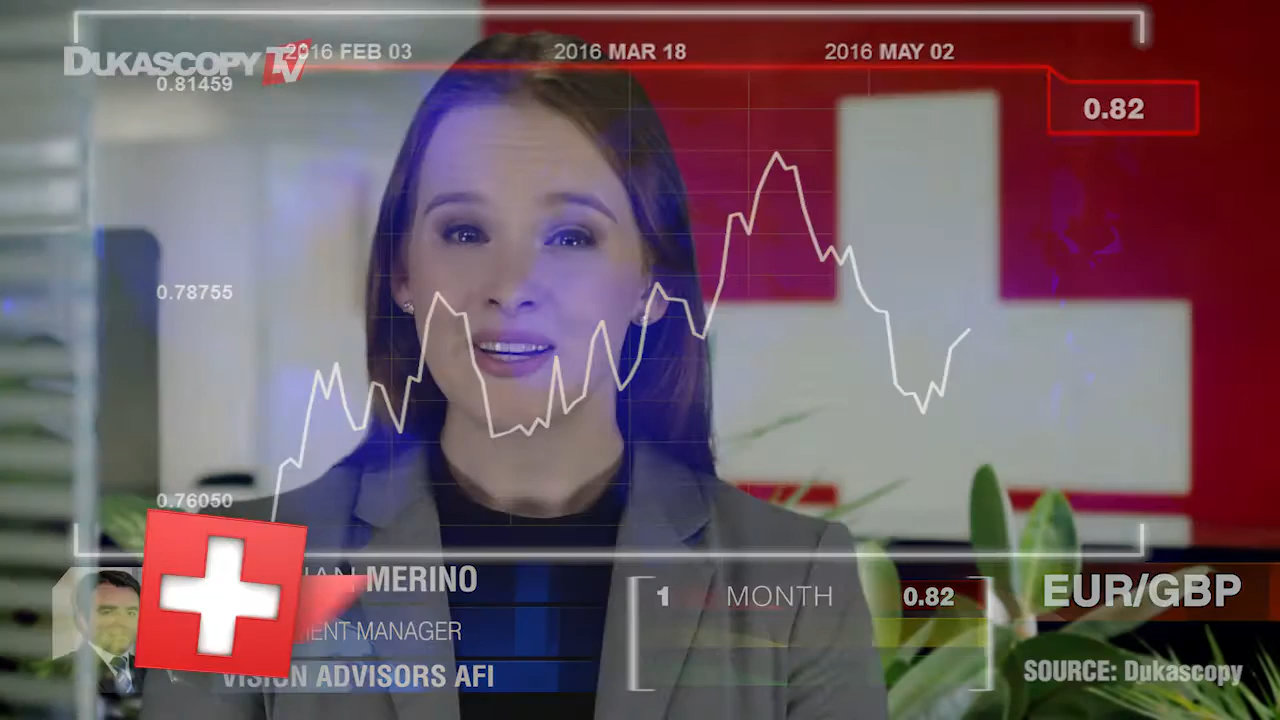 DUKASCOPY TV
2016 FEB 03
2016 MAR 18
2016 MAY 02
0.81459
0.82
0.78755
0.76050
MERINO
MANAGER
VISION ADVISORS AFI
1 MONTH 0.82
EUR/GBP
SOURCE: Dukascopy